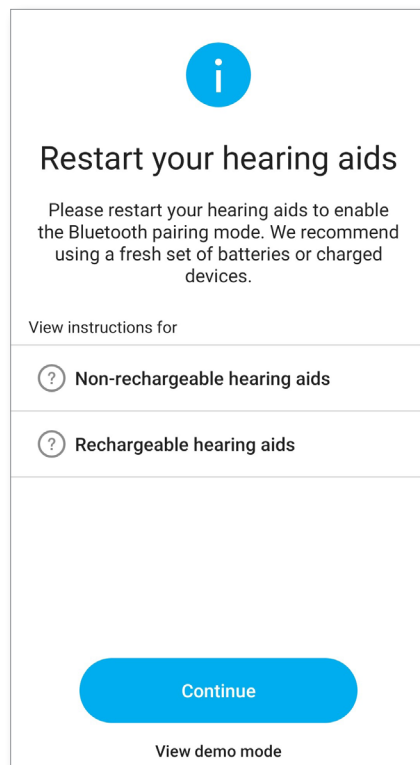 Restart your hearing aids
Please restart your hearing aids to enable
the Bluetooth pairing mode. We recommend
using a fresh set of batteries or charged
devices.
View instructions for
? Non-rechargeable hearing aids
? Rechargeable hearing aids
Continue
View demo mode